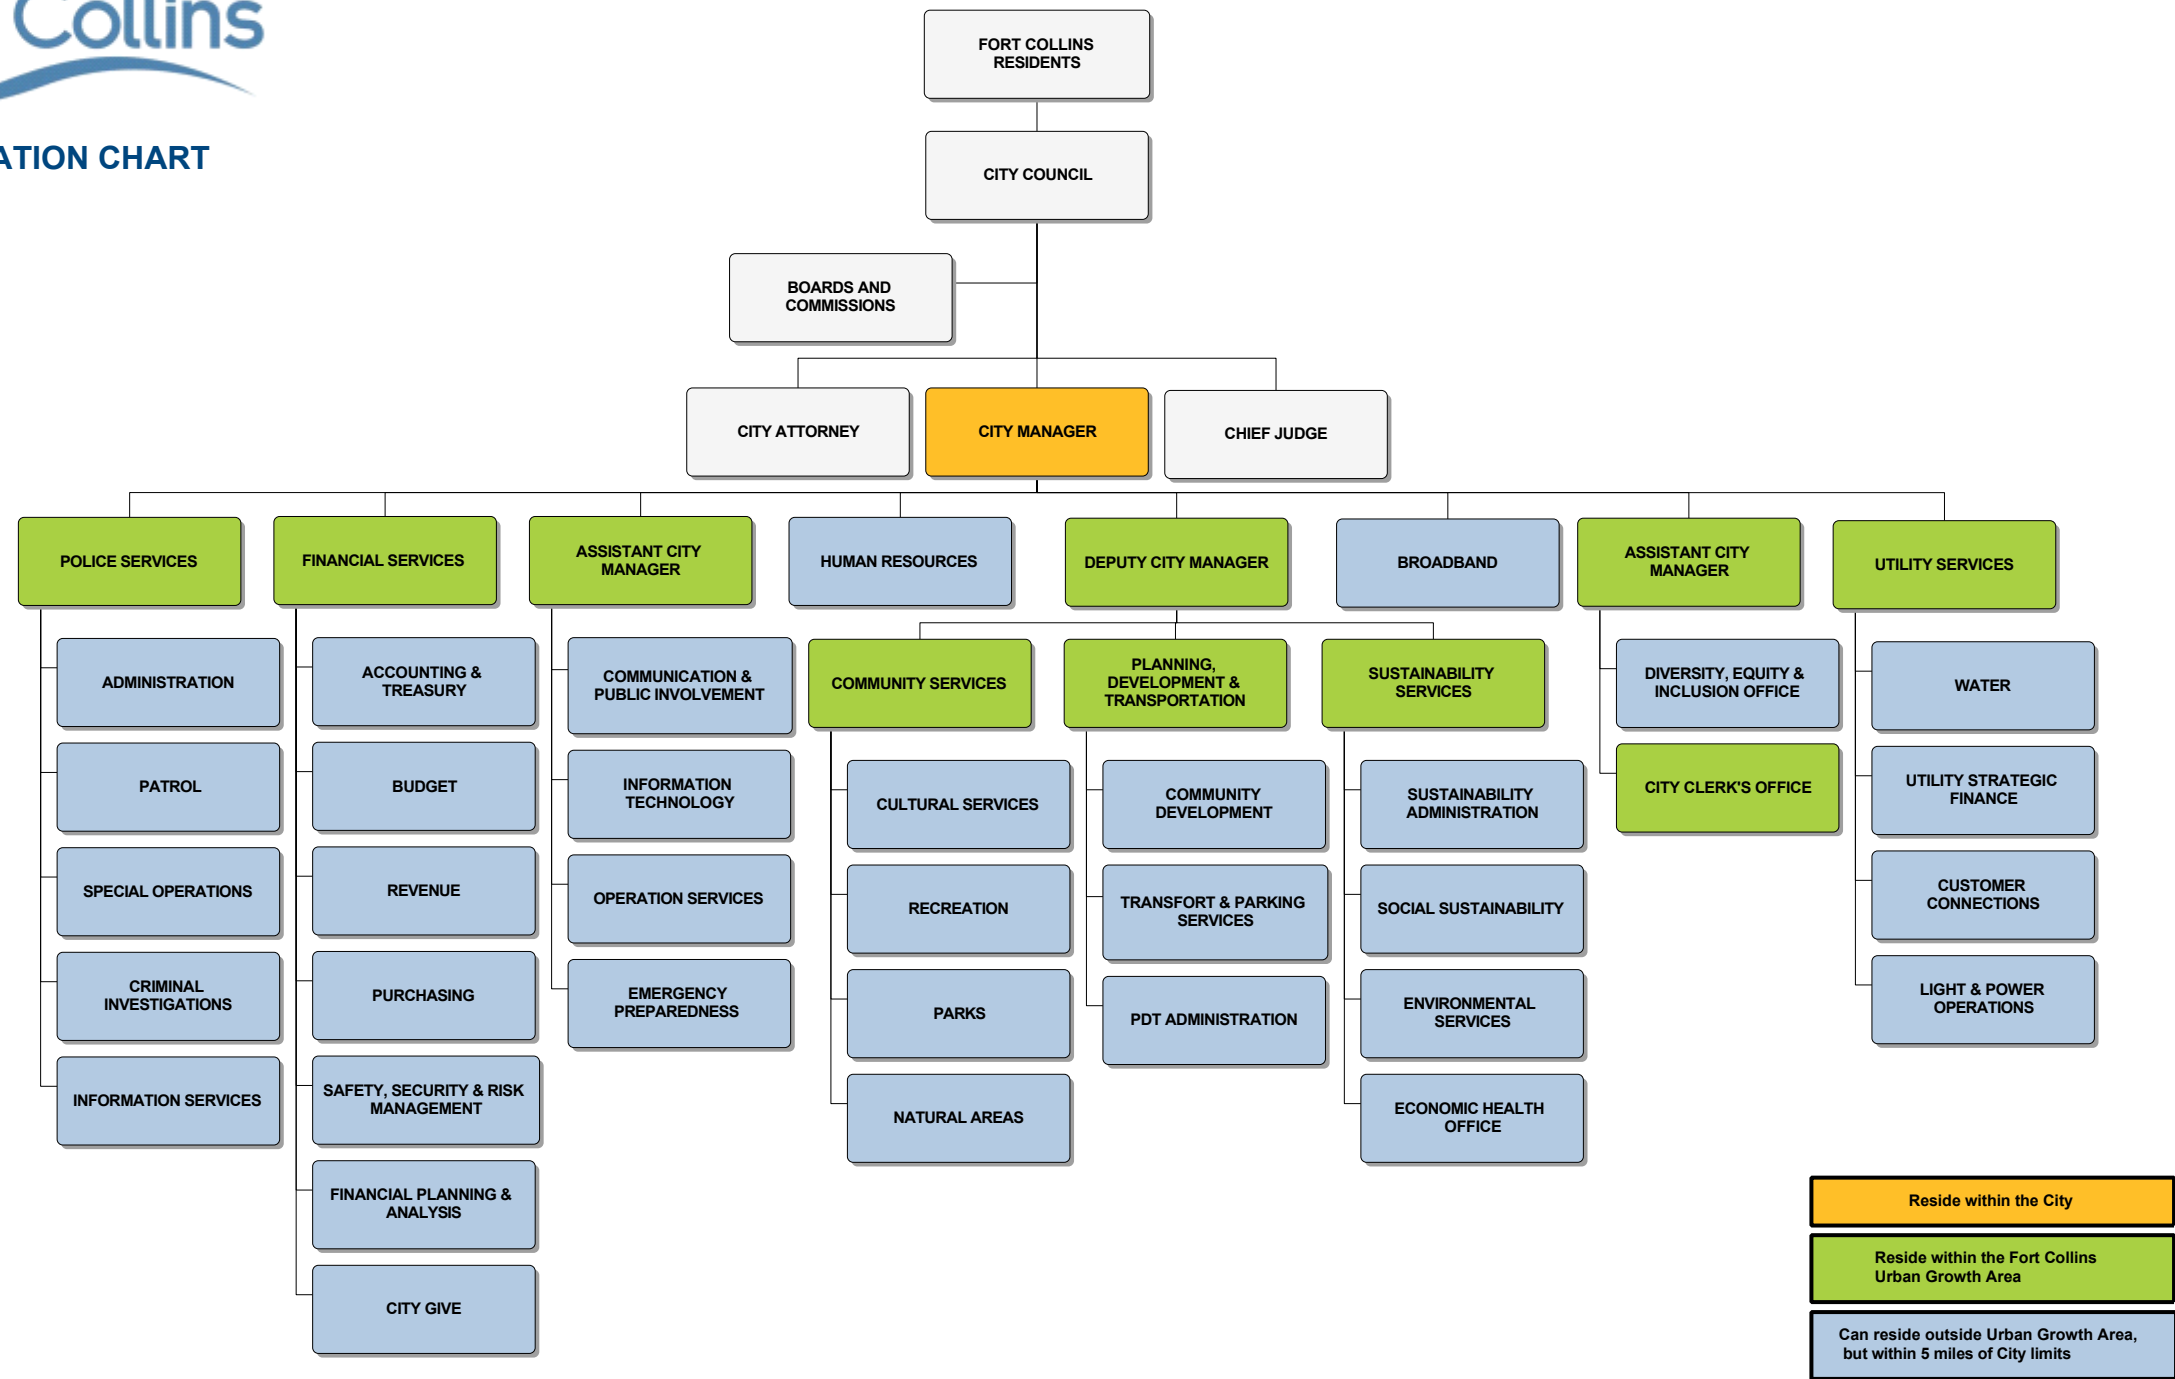 Collins
ATION CHART
FORT COLLINS
RESIDENTS
CITY COUNCIL
BOARDS AND
COMMISSIONS
CITY ATTORNEY
CITY MANAGER
CHIEF JUDGE
POLICE SERVICES
FINANCIAL SERVICES
ASSISTANT CITY
MANAGER
HUMAN RESOURCES
DEPUTY CITY MANAGER
BROADBAND
ASSISTANT CITY
MANAGER
UTILITY SERVICES
ADMINISTRATION
PATROL
SPECIAL OPERATIONS
CRIMINAL
INVESTIGATIONS
INFORMATION SERVICES
ACCOUNTING &
TREASURY
BUDGET
REVENUE
PURCHASING
SAFETY, SECURITY & RISK
MANAGEMENT
FINANCIAL PLANNING &
ANALYSIS
CITY GIVE
COMMUNICATION &
PUBLIC INVOLVEMENT
INFORMATION
TECHNOLOGY
OPERATION SERVICES
EMERGENCY
PREPAREDNESS
COMMUNITY SERVICES
CULTURAL SERVICES
RECREATION
PARKS
NATURAL AREAS
PLANNING,
DEVELOPMENT &
TRANSPORTATION
COMMUNITY
DEVELOPMENT
TRANSFORT & PARKING
SERVICES
PDT ADMINISTRATION
SUSTAINABILITY
SERVICES
SUSTAINABILITY
ADMINISTRATION
SOCIAL SUSTAINABILITY
ENVIRONMENTAL
SERVICES
ECONOMIC HEALTH
OFFICE
DIVERSITY, EQUITY &
INCLUSION OFFICE
CITY CLERK'S OFFICE
WATER
UTILITY STRATEGIC
FINANCE
CUSTOMER
CONNECTIONS
LIGHT & POWER
OPERATIONS
Reside within the City
Reside within the Fort Collins
Urban Growth Area
Can reside outside Urban Growth Area,
but within 5 miles of City limits